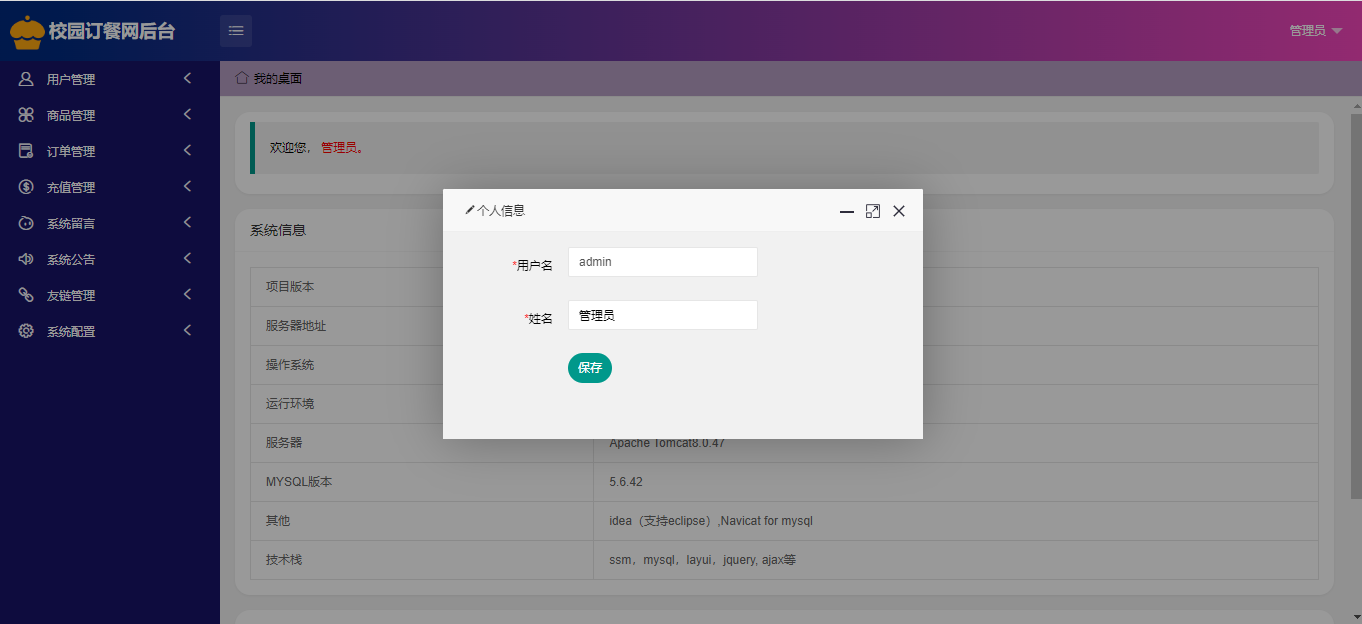 校园订餐网后台
管理员
用户管理
商品管理
订单管理
充值管理
系统留言
系统公告
友链管理
系统配置
我的桌面
欢迎您， 管理员。
个人信息
*用户名 admin
*姓名 管理员
保存
系统信息
项目版本
服务器地址
操作系统
运行环境
服务器 Apache Tomcat8.0.47
MYSQL版本 5.6.42
其他 idea（支持eclipse）,Navicat for mysql
技术栈 ssm，mysql，layui，jquery, ajax等